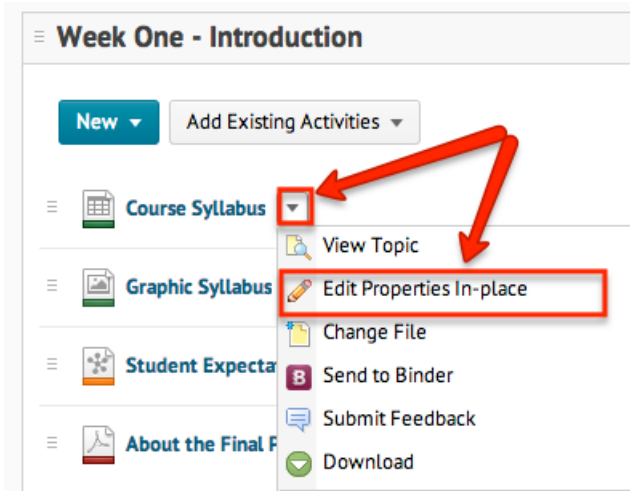 Week One - Introduction
New
Add Existing Activities
Course Syllabus
View Topic
Graphic Syllabus
Edit Properties In-place
Change File
Student Expecta
Send to Binder
Submit Feedback
About the Final P
Download